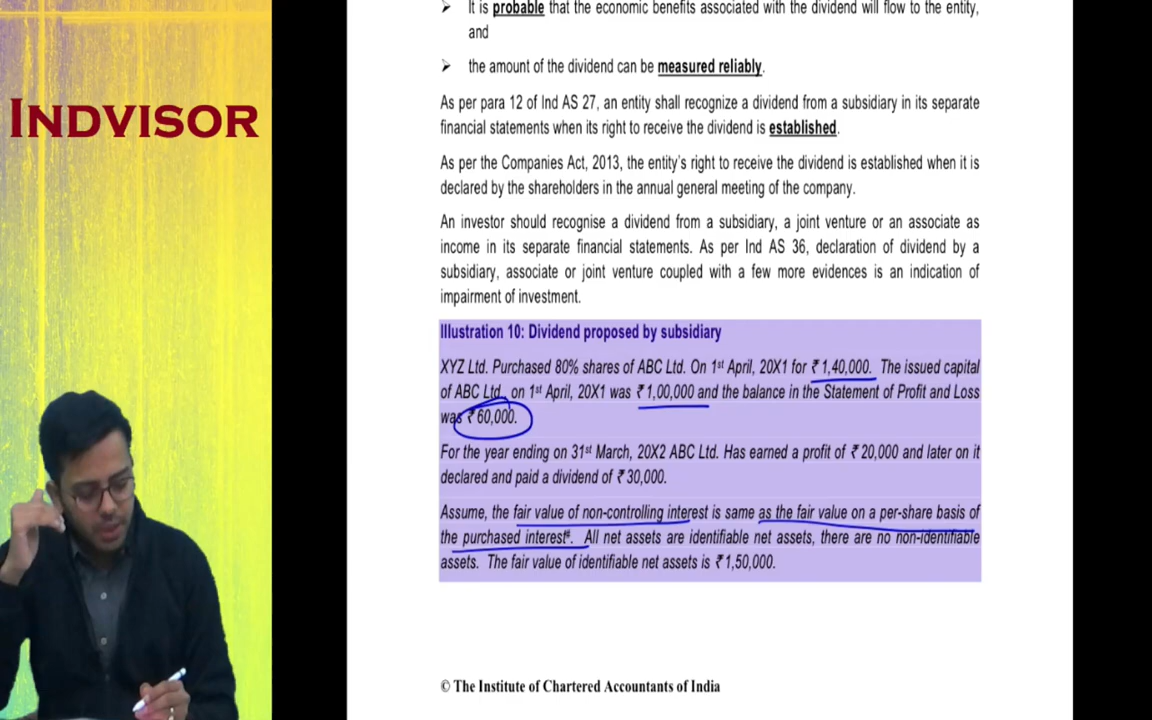 ➢ It is probable that the economic benefits associated with the dividend will flow to the entity,
and
➢ the amount of the dividend can be measured reliably.
INDVISOR
As per para 12 of Ind AS 27, an entity shall recognize a dividend from a subsidiary in its separate
financial statements when its right to receive the dividend is established.
As per the Companies Act, 2013, the entity's right to receive the dividend is established when it is
declared by the shareholders in the annual general meeting of the company.
An investor should recognise a dividend from a subsidiary, a joint venture or an associate as
income in its separate financial statements. As per Ind AS 36, declaration of dividend by a
subsidiary, associate or joint venture coupled with a few more evidences is an indication of
impairment of investment.
Illustration 10: Dividend proposed by subsidiary
XYZ Ltd. Purchased 80% shares of ABC Ltd. On 1st April, 20X1 for ₹ 1,40,000. The issued capital
of ABC Ltd. on 1st April, 20X1 was ₹ 1,00,000 and the balance in the Statement of Profit and Loss
was ₹ 60,000.
For the year ending on 31st March, 20X2 ABC Ltd. Has earned a profit of ₹ 20,000 and later on it
declared and paid a dividend of ₹ 30,000.
Assume, the fair value of non-controlling interest is same as the fair value on a per-share basis of
the purchased interest#. All net assets are identifiable net assets, there are no non-identifiable
assets. The fair value of identifiable net assets is ₹ 1,50,000.
© The Institute of Chartered Accountants of India